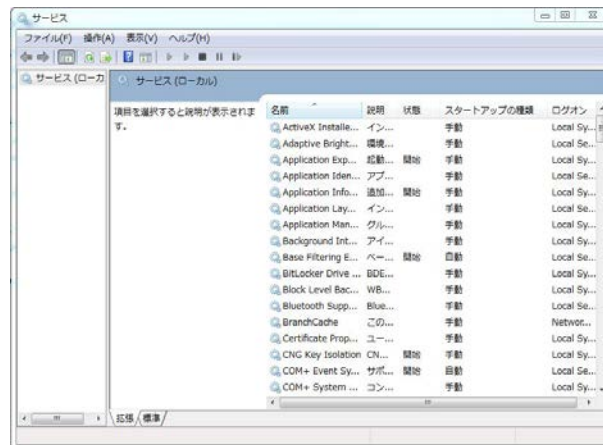 サービス
ファイル(F) 操作(A) 表示(V) ヘルプ(H)
サービス (ローカ
サービス (ローカル)
項目を選択すると説明が表示されます。
名前 説明 状態 スタートアップの種類 ログオン
ActiveX Installe... イン... 手動 Local Sy...
Adaptive Bright... 環境... 手動 Local Se...
Application Exp... 起動... 開始 手動 Local Sy...
Application Iden... アプ... 手動 Local Se...
Application Info... 追加... 開始 手動 Local Sy...
Application Lay... イン... 手動 Local Se...
Application Man... グル... 手動 Local Sy...
Background Int... アイ... 手動 Local Sy...
Base Filtering E... ベー... 開始 自動 Local Se...
BitLocker Drive ... BDE... 手動 Local Sy...
Block Level Bac... WB... 手動 Local Sy...
Bluetooth Supp... Blue... 手動 Local Se...
BranchCache この... 手動 Networ...
Certificate Prop... ユー... 手動 Local Sy...
CNG Key Isolation CN... 開始 手動 Local Sy...
COM+ Event Sy... サポ... 開始 自動 Local Se...
COM+ System ... コン... 手動 Local Sy...
拡張 標準